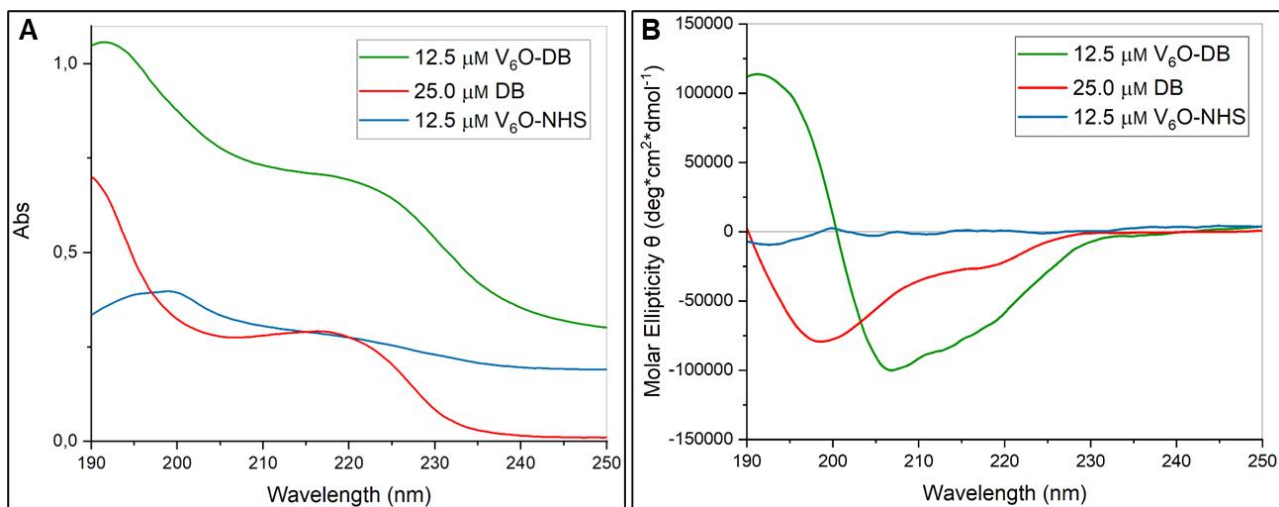 A
Abs
1,0
0,5
0,0
190 200 210 220 230 240 250
Wavelength (nm)
12.5 μM V₆O-DB
25.0 μM DB
12.5 μM V₆O-NHS
B
Molar Ellipticity θ (deg*cm²*dmol⁻¹)
150000
100000
50000
0
-50000
-100000
-150000
190 200 210 220 230 240 250
Wavelength (nm)
12.5 μM V₆O-DB
25.0 μM DB
12.5 μM V₆O-NHS